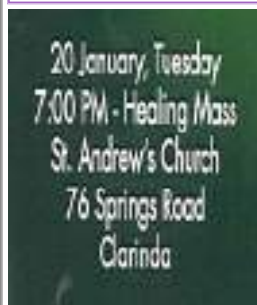 20 January, Tuesday
7:00 PM - Healing Mass
St. Andrew's Church
76 Springs Road
Clarinda